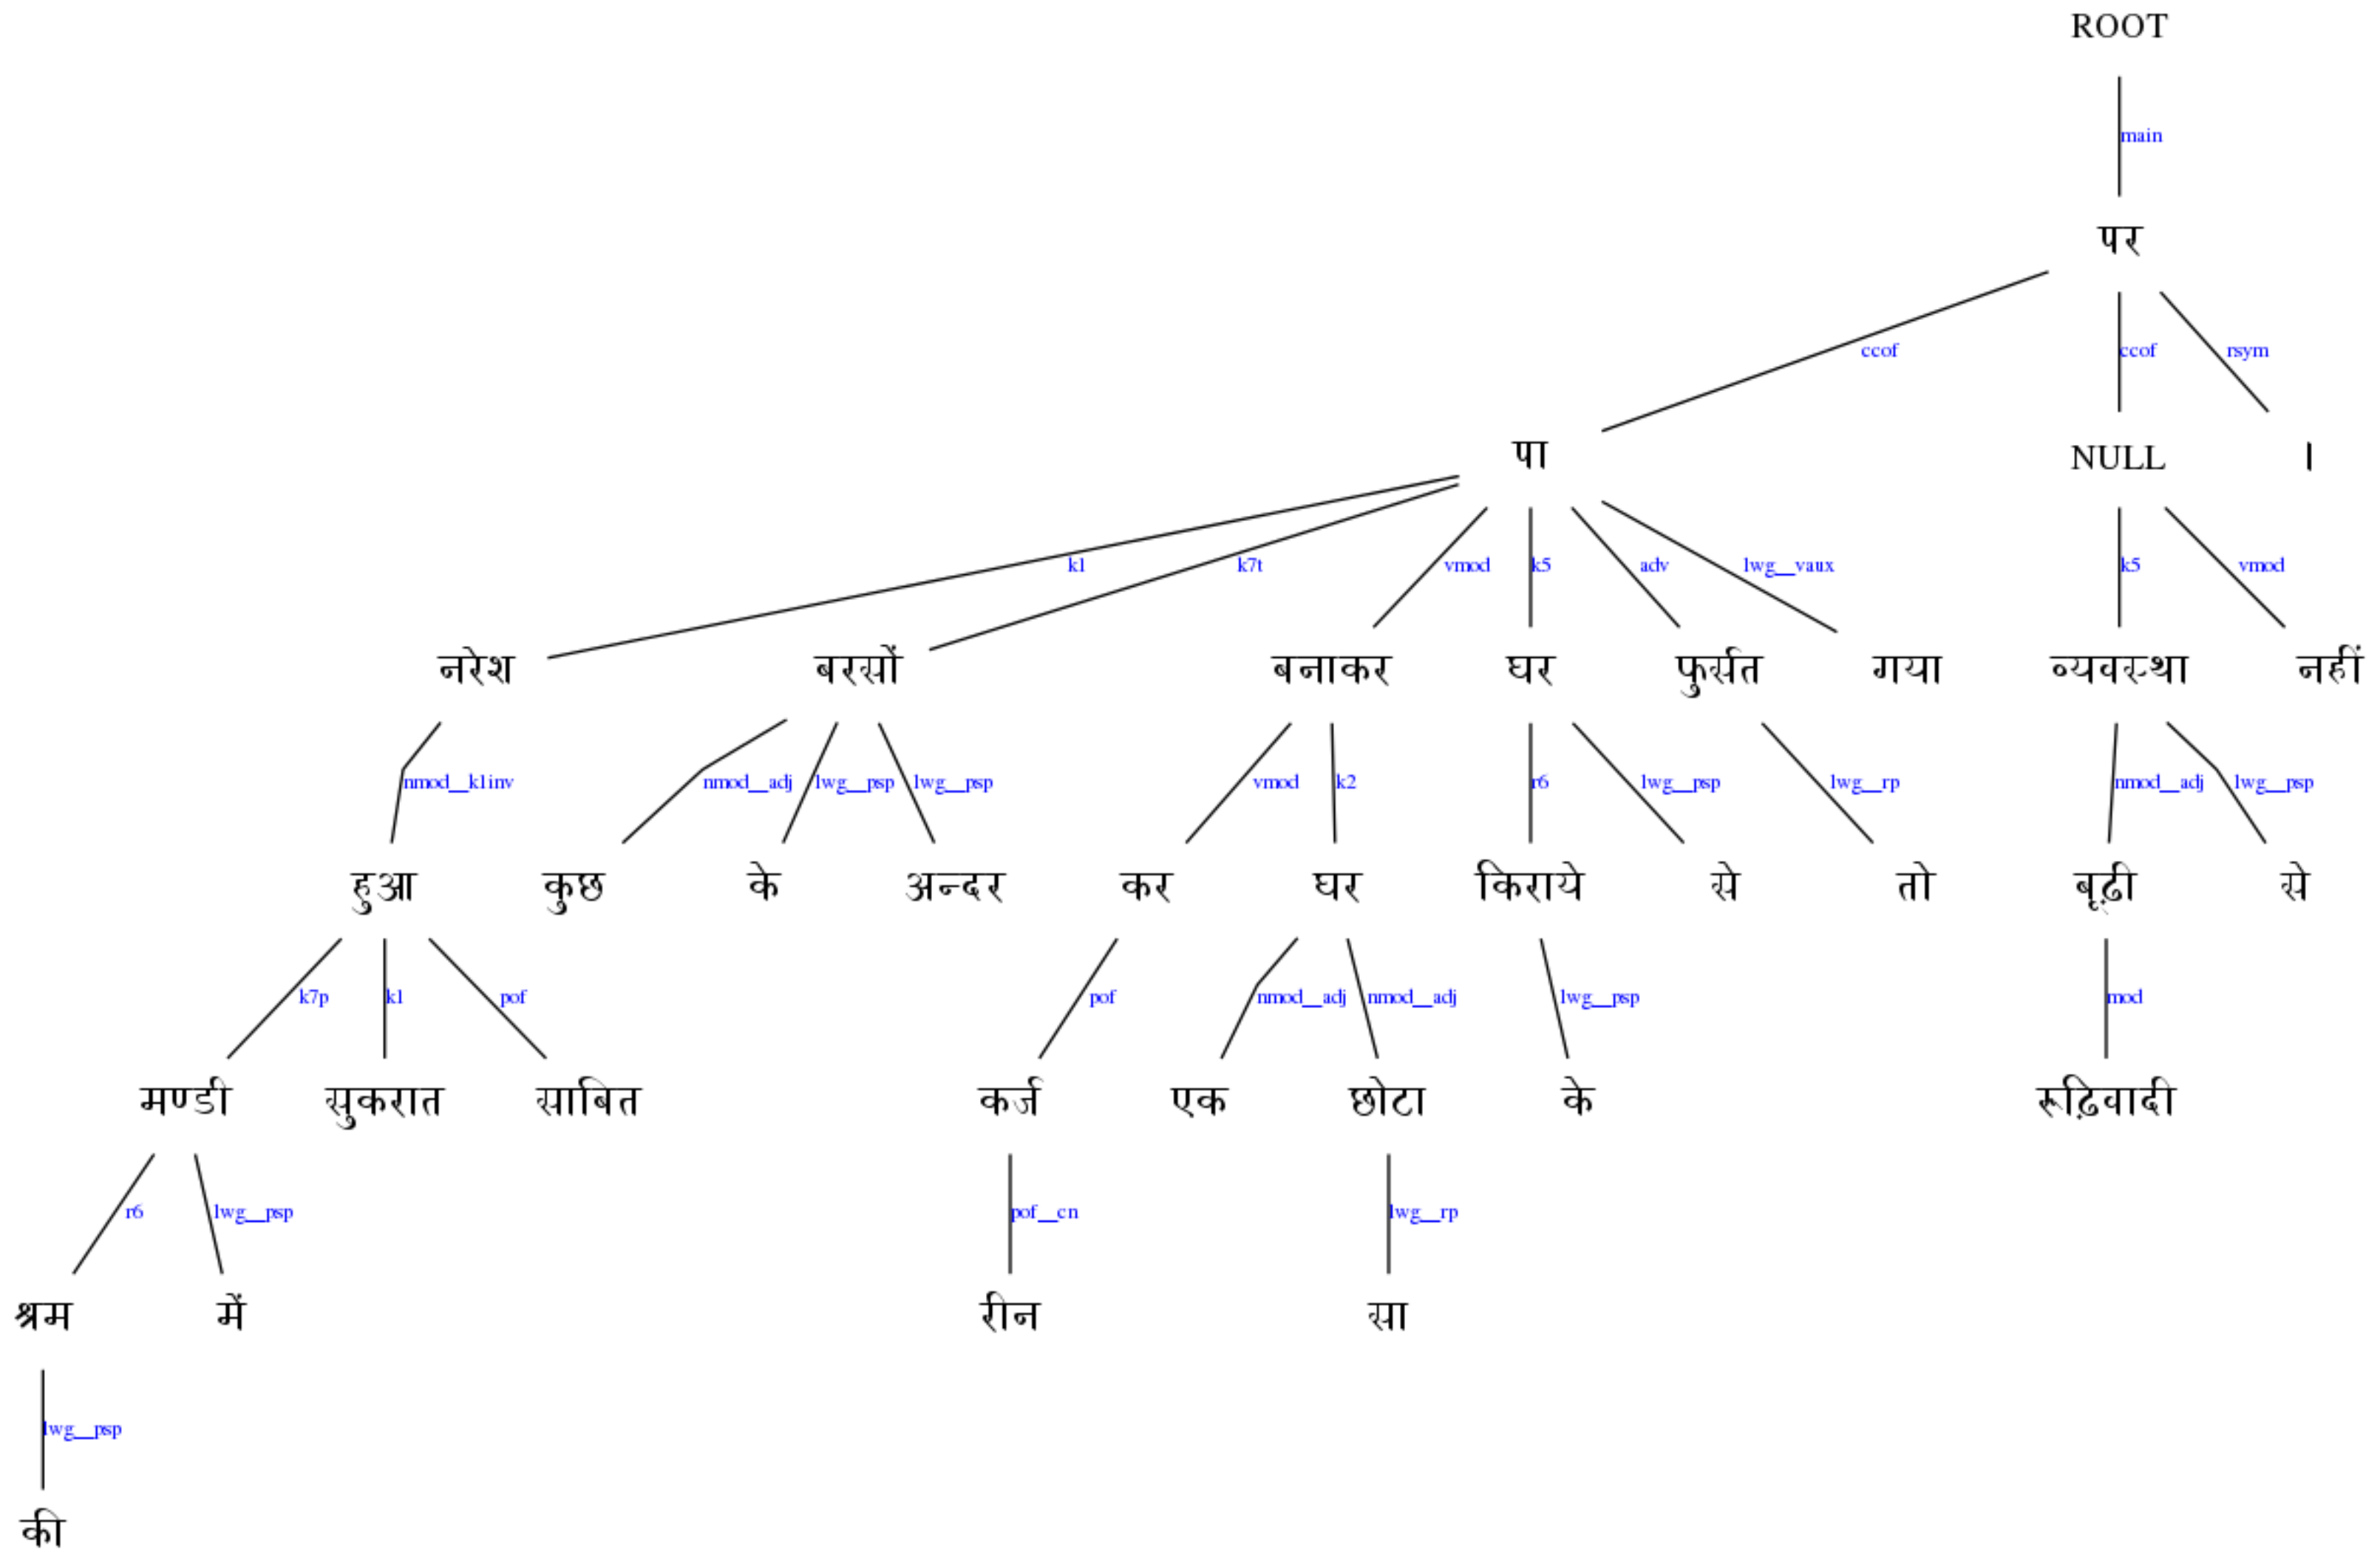 ROOT
main
पर
ccof ccof rsym
पा NULL ।
k1 k7t vmod k5 adv lwg__vaux k5 vmod
नरेश बरसों बनाकर घर फुर्सत गया व्यवस्था नहीं
nmod__k1inv nmod__adj lwg__psp lwg__psp vmod k2 r6 lwg__psp lwg__rp nmod__adj lwg__psp
हुआ कुछ के अन्दर कर घर किराये से तो बूढ़ी से
k7p k1 pof pof nmod__adj nmod__adj lwg__psp mod
मण्डी सुकरात साबित कर्ज एक छोटा के रूढ़िवादी
r6 lwg__psp pof__cn lwg__rp
श्रम में रीन सा
lwg__psp
की